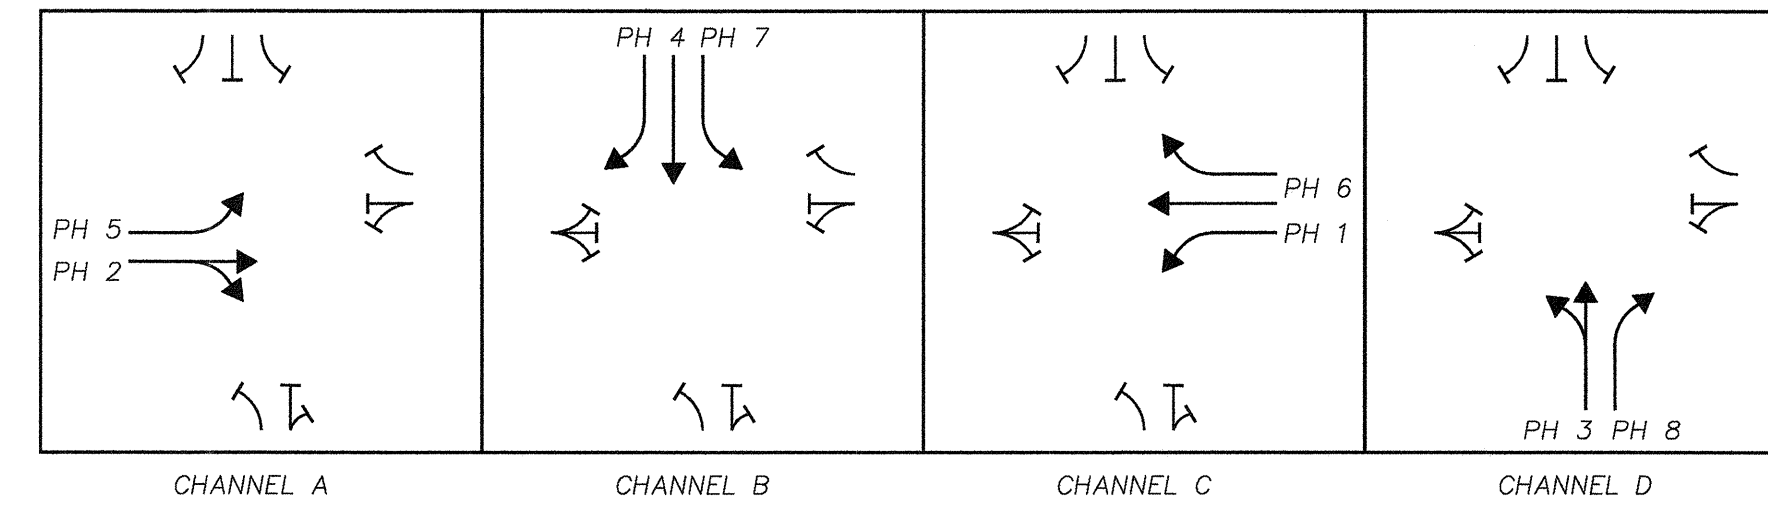 PH 5
PH 2
CHANNEL A
PH 4 PH 7
CHANNEL B
PH 6
PH 1
CHANNEL C
PH 3 PH 8
CHANNEL D